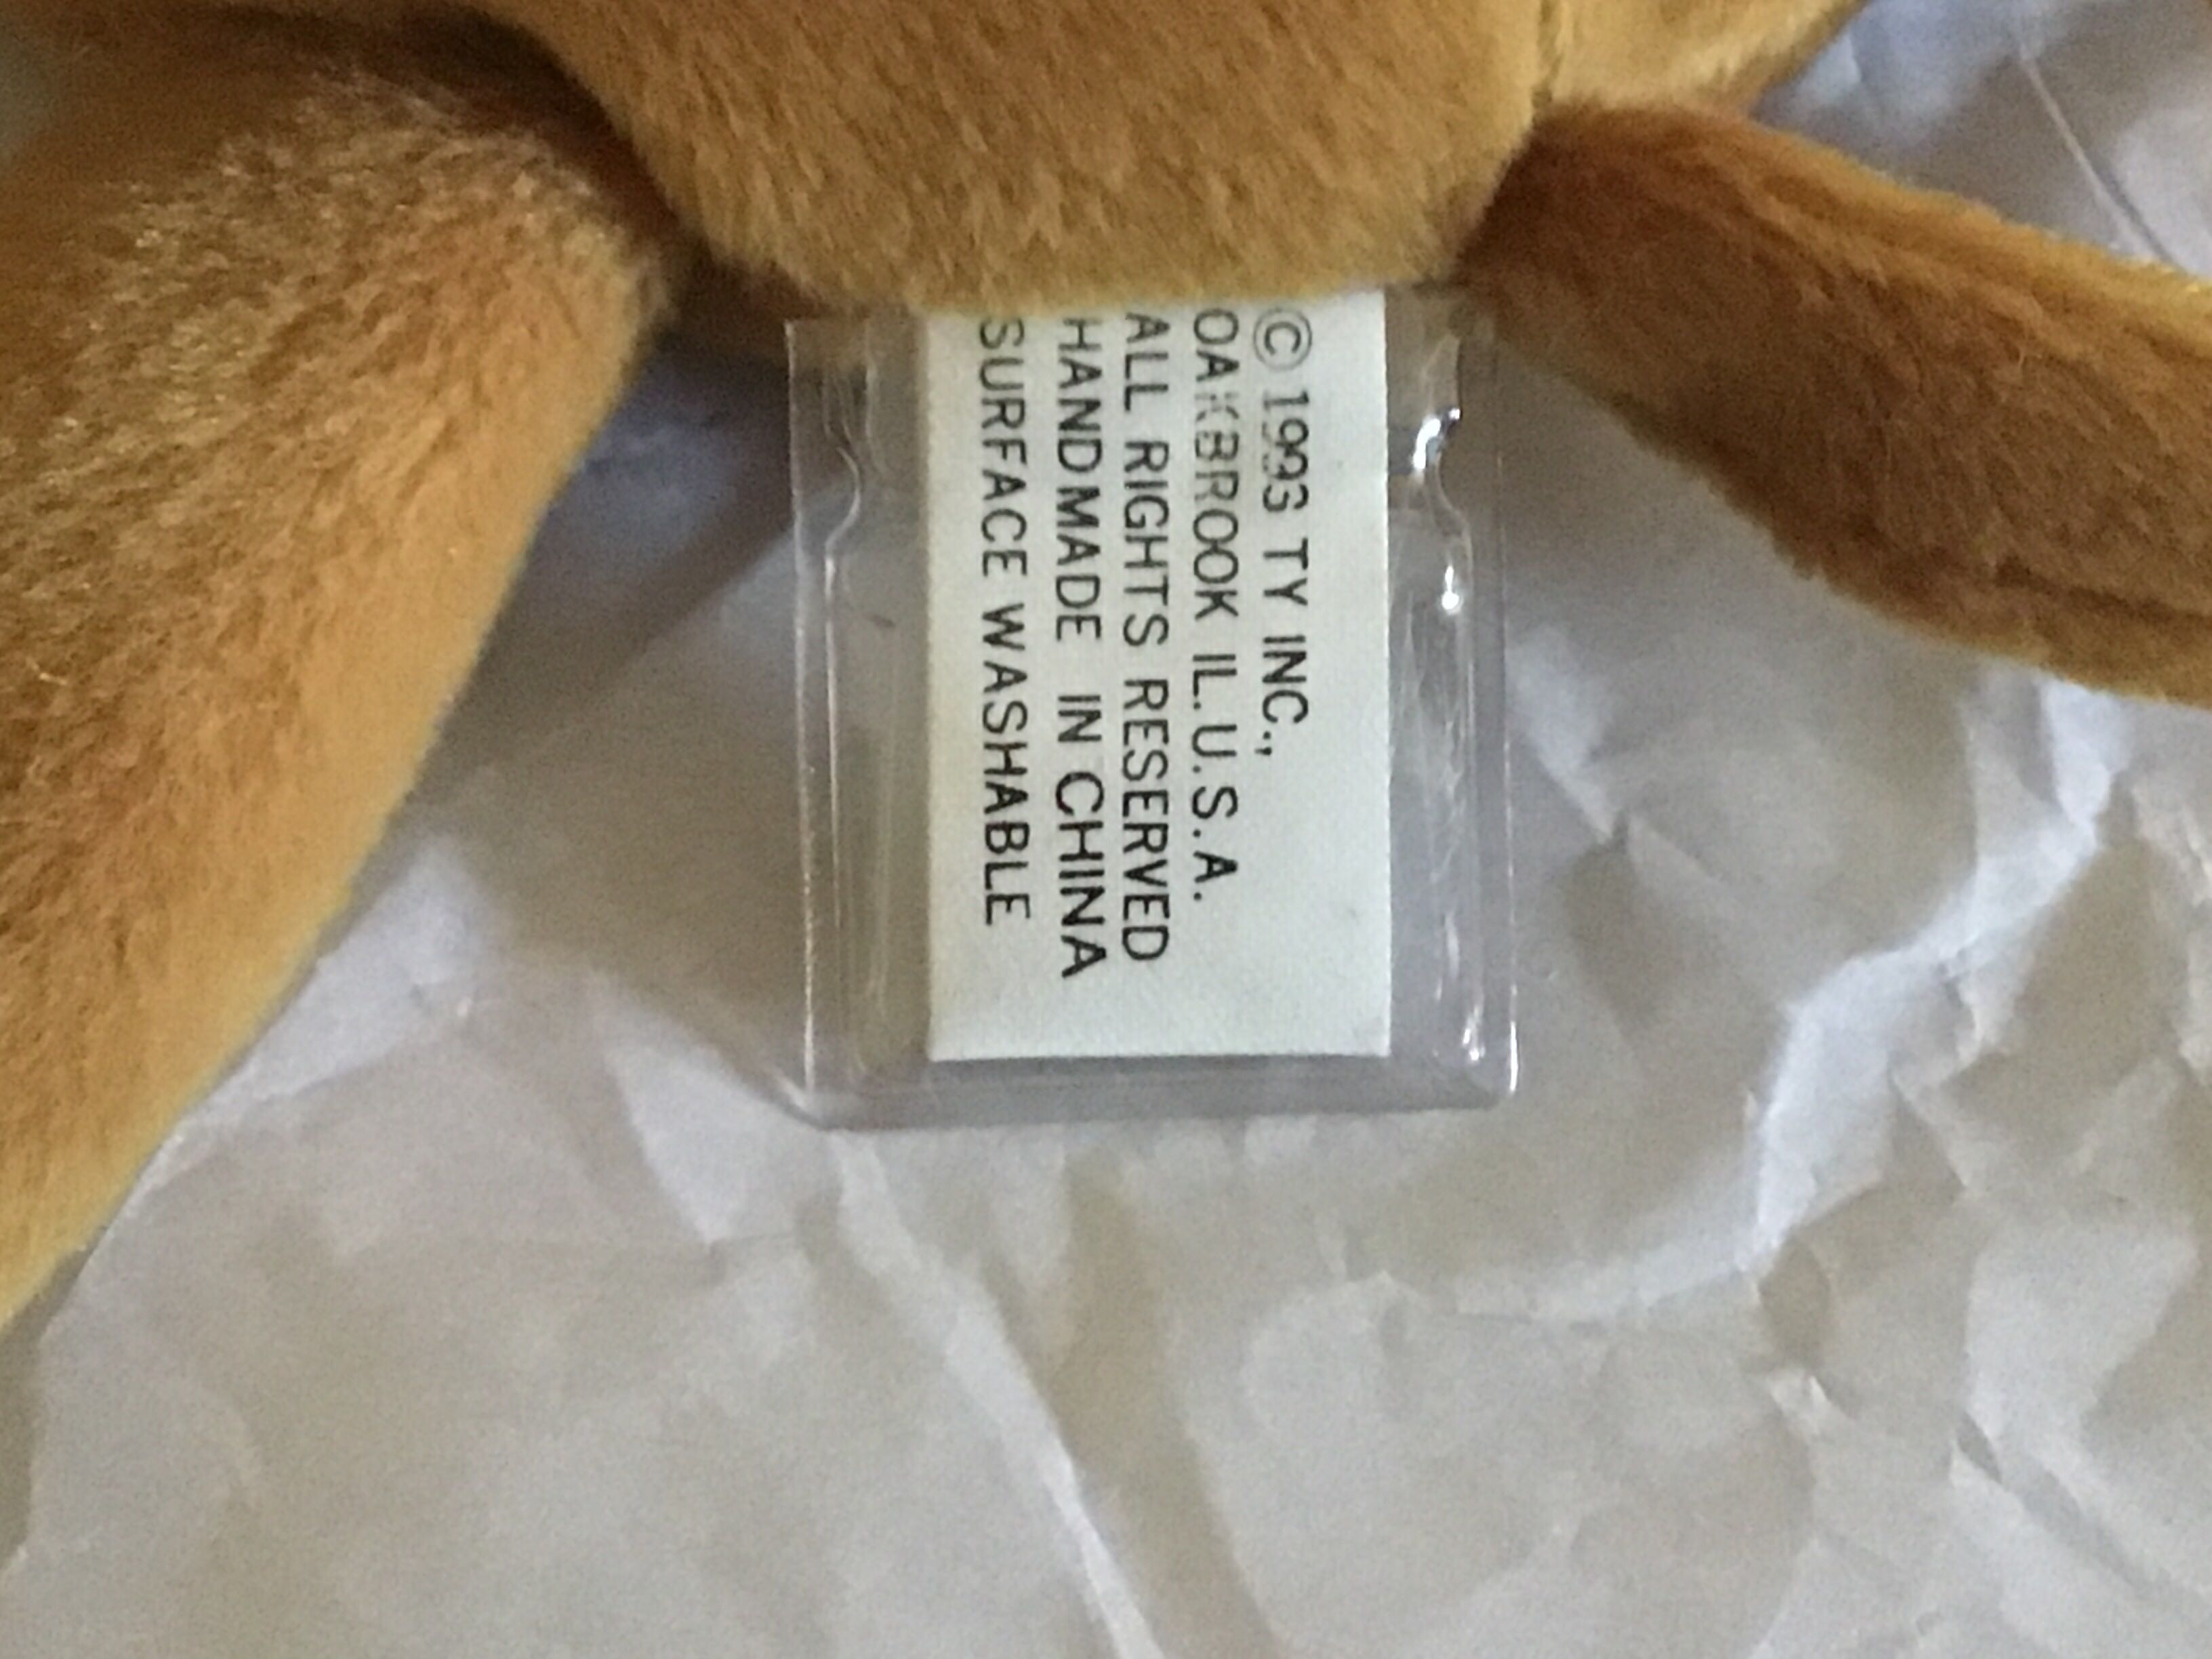 © 1993 TY INC.,
OAKBROOK IL. U.S.A.
ALL RIGHTS RESERVED
HANDMADE IN CHINA
SURFACE WASHABLE